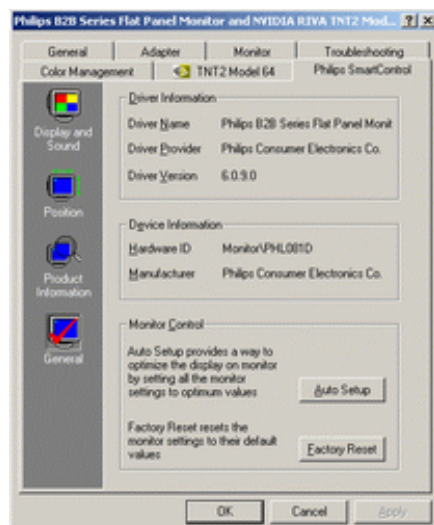 Philips B2B Series Flat Panel Monitor and NVIDIA RIVA TNT2 Mod...
General Adapter Monitor Troubleshooting
Color Management TNT2 Model 64 Philips SmartControl
Display and
Sound
Position
Product
Information
General
Driver Information
Driver Name Philips B2B Series Flat Panel Monit
Driver Provider Philips Consumer Electronics Co.
Driver Version 6.0.9.0
Device Information
Hardware ID Monitor\PHL081D
Manufacturer Philips Consumer Electronics Co.
Monitor Control
Auto Setup provides a way to
optimize the display on monitor
by setting all the monitor
settings to optimum values
Auto Setup
Factory Reset resets the
monitor settings to their default
values
Factory Reset
OK Cancel Apply